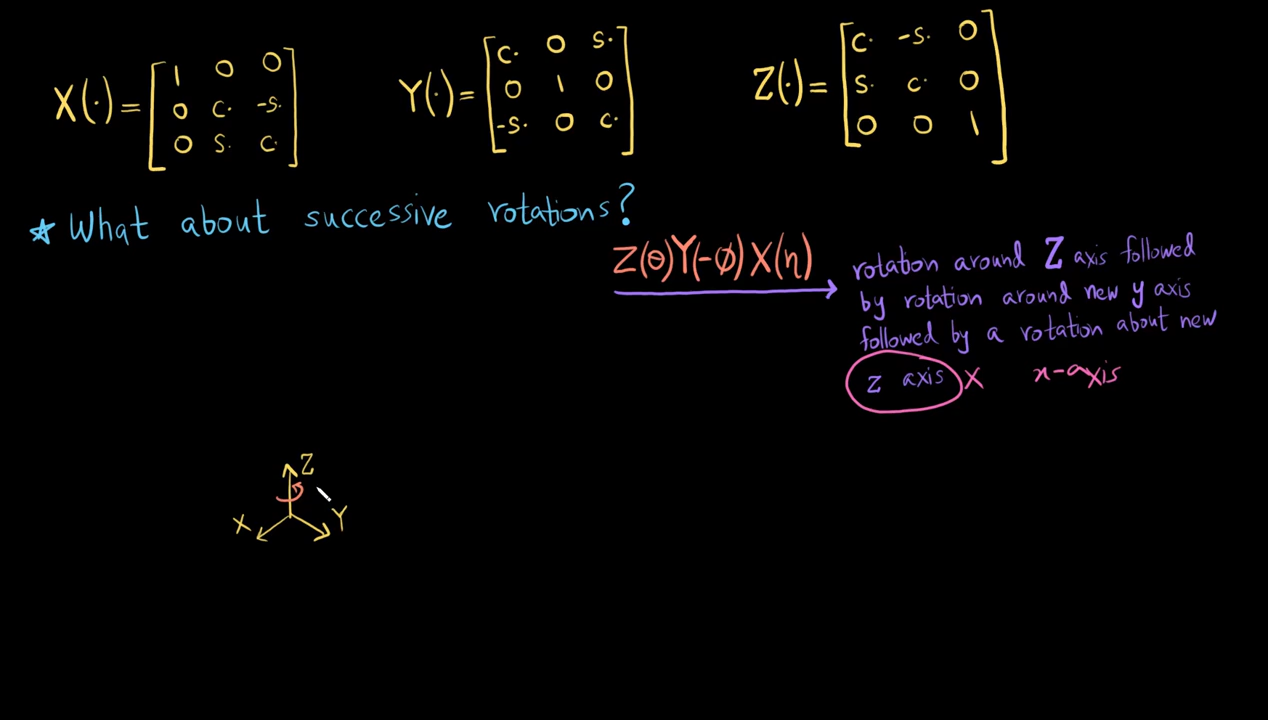 X(·) = [1 0 0
0 c· -s·
0 s· c·]
Y(·) = [c· 0 s·
0 1 0
-s· 0 c·]
Z(·) = [c· -s· 0
s· c· 0
0 0 1]
* What about successive rotations?
Z(θ)Y(-ϕ)X(η)
rotation around Z axis followed
by rotation around new y axis
followed by a rotation about new
z axis X x-axis
Z
X
Y